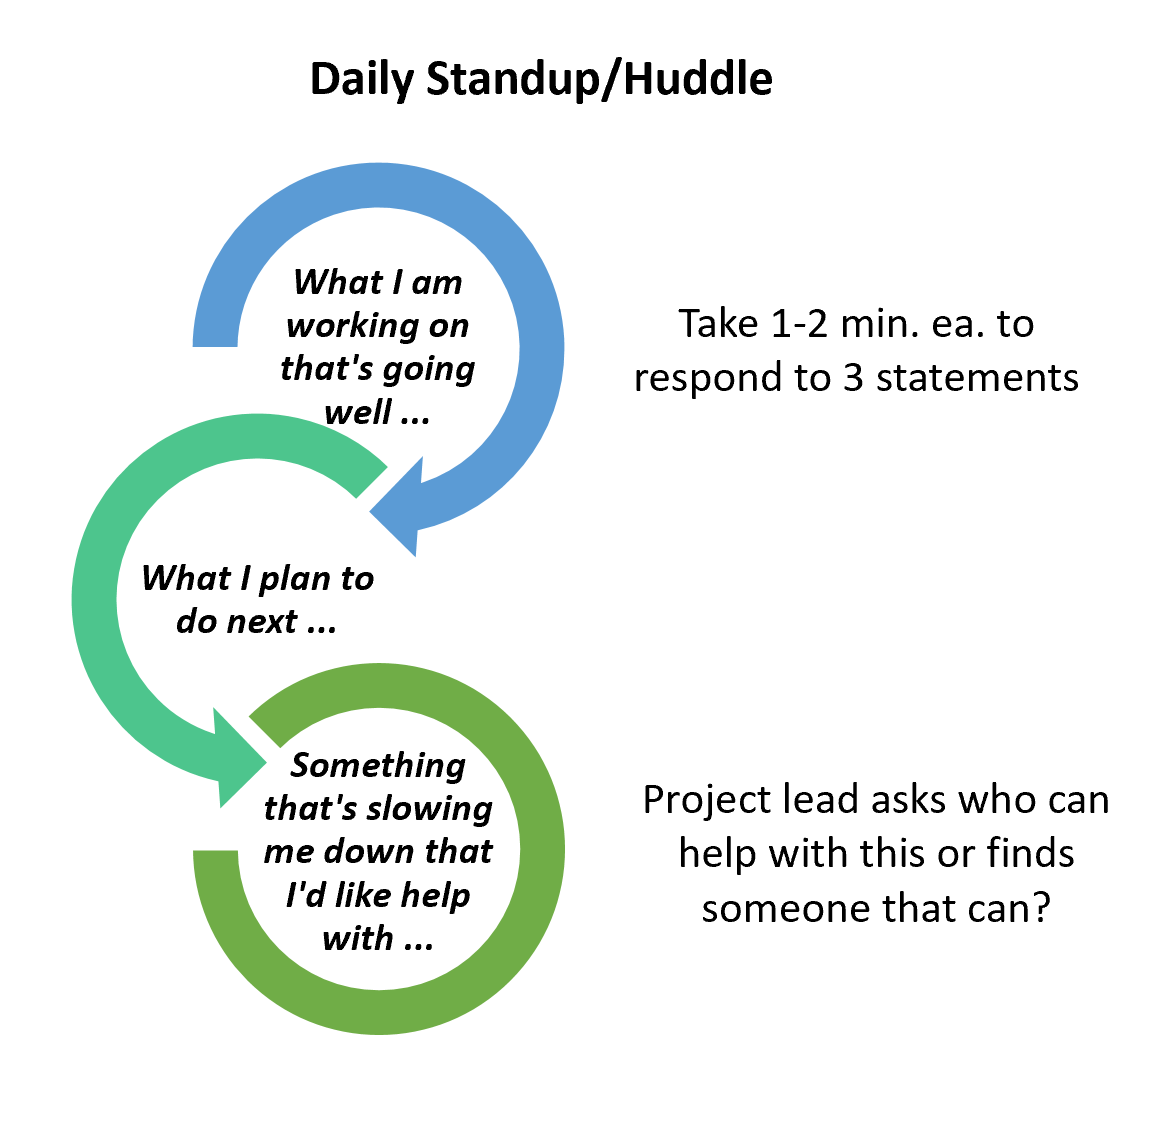 Daily Standup/Huddle
What I am
working on
that's going
well ...
Take 1-2 min. ea. to
respond to 3 statements
What I plan to
do next ...
Something
that's slowing
me down that
I'd like help
with ...
Project lead asks who can
help with this or finds
someone that can?